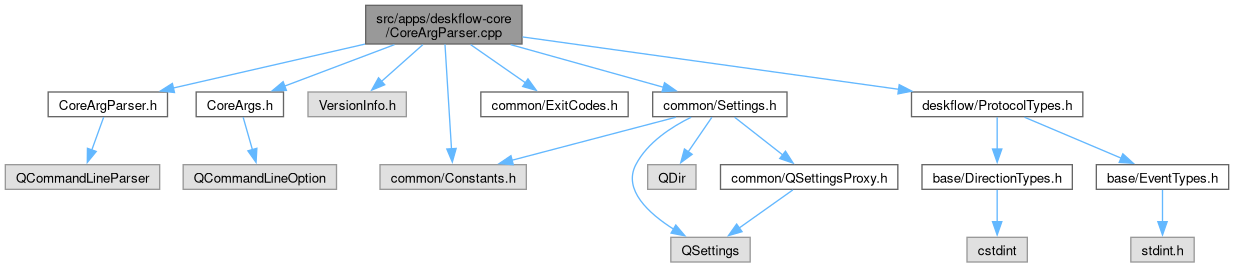 src/apps/deskflow-core
/CoreArgParser.cpp
CoreArgParser.h
CoreArgs.h
VersionInfo.h
common/ExitCodes.h
common/Settings.h
deskflow/ProtocolTypes.h
QCommandLineParser
QCommandLineOption
common/Constants.h
QDir
common/QSettingsProxy.h
base/DirectionTypes.h
base/EventTypes.h
QSettings
cstdint
stdint.h